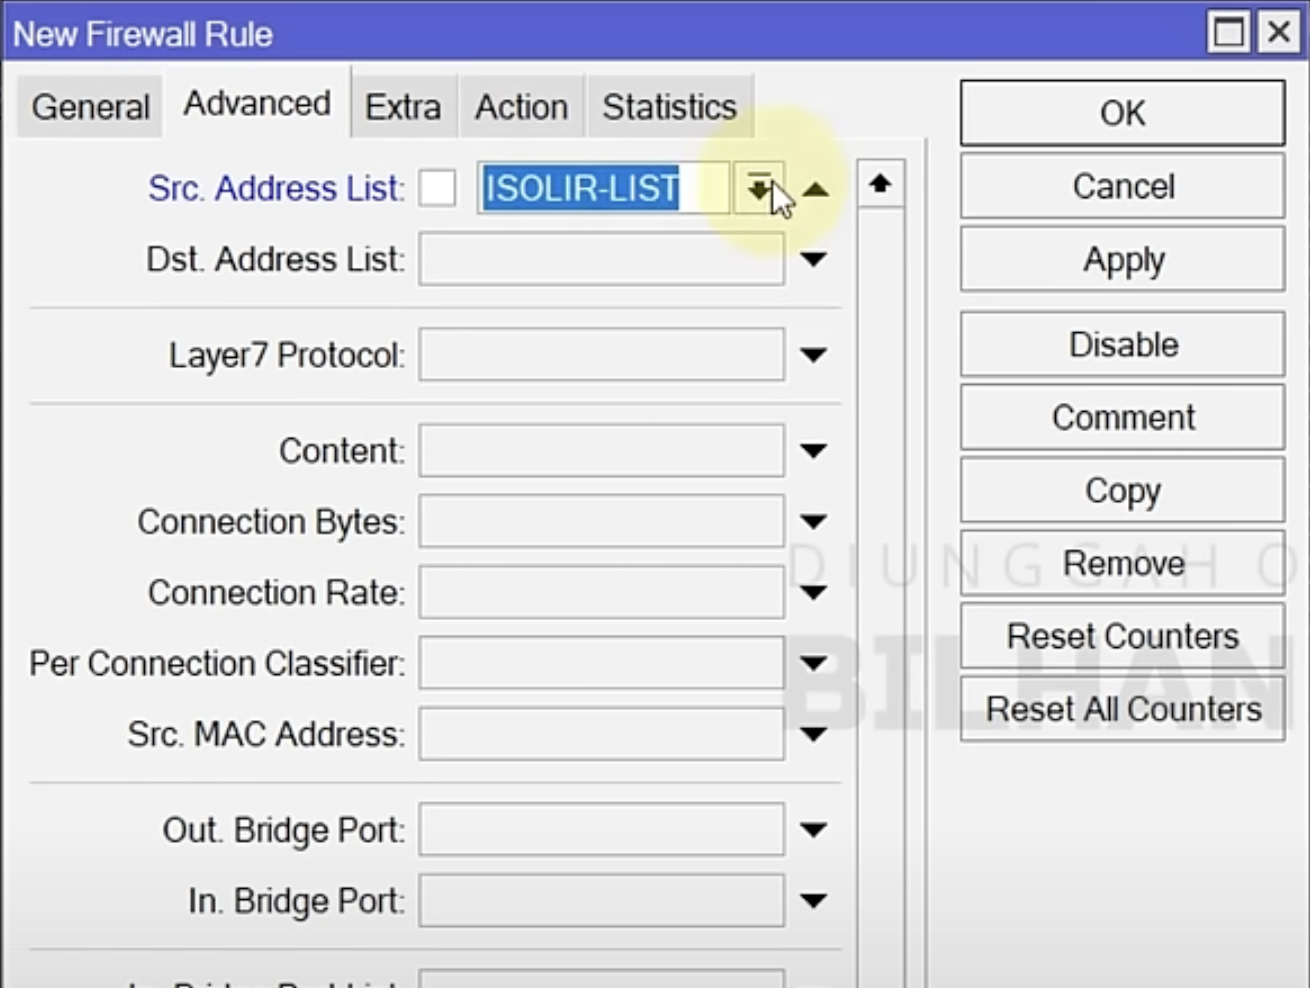 New Firewall Rule
General Advanced Extra Action Statistics
Src. Address List: ISOLIR-LIST
Dst. Address List:
Layer7 Protocol:
Content:
Connection Bytes:
Connection Rate:
Per Connection Classifier:
Src. MAC Address:
Out. Bridge Port:
In. Bridge Port:
OK
Cancel
Apply
Disable
Comment
Copy
Remove
Reset Counters
Reset All Counters
DIUNGGAH O
BILHAN